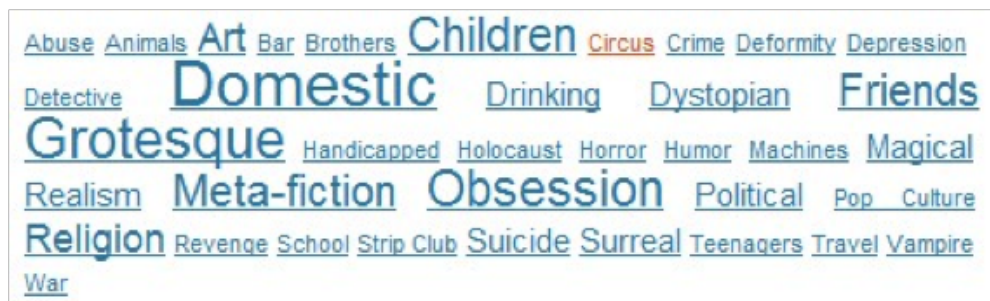 Abuse Animals Art Bar Brothers Children Circus Crime Deformity Depression
Detective Domestic Drinking Dystopian Friends
Grotesque Handicapped Holocaust Horror Humor Machines Magical
Realism Meta-fiction Obsession Political Pop Culture
Religion Revenge School Strip Club Suicide Surreal Teenagers Travel Vampire
War